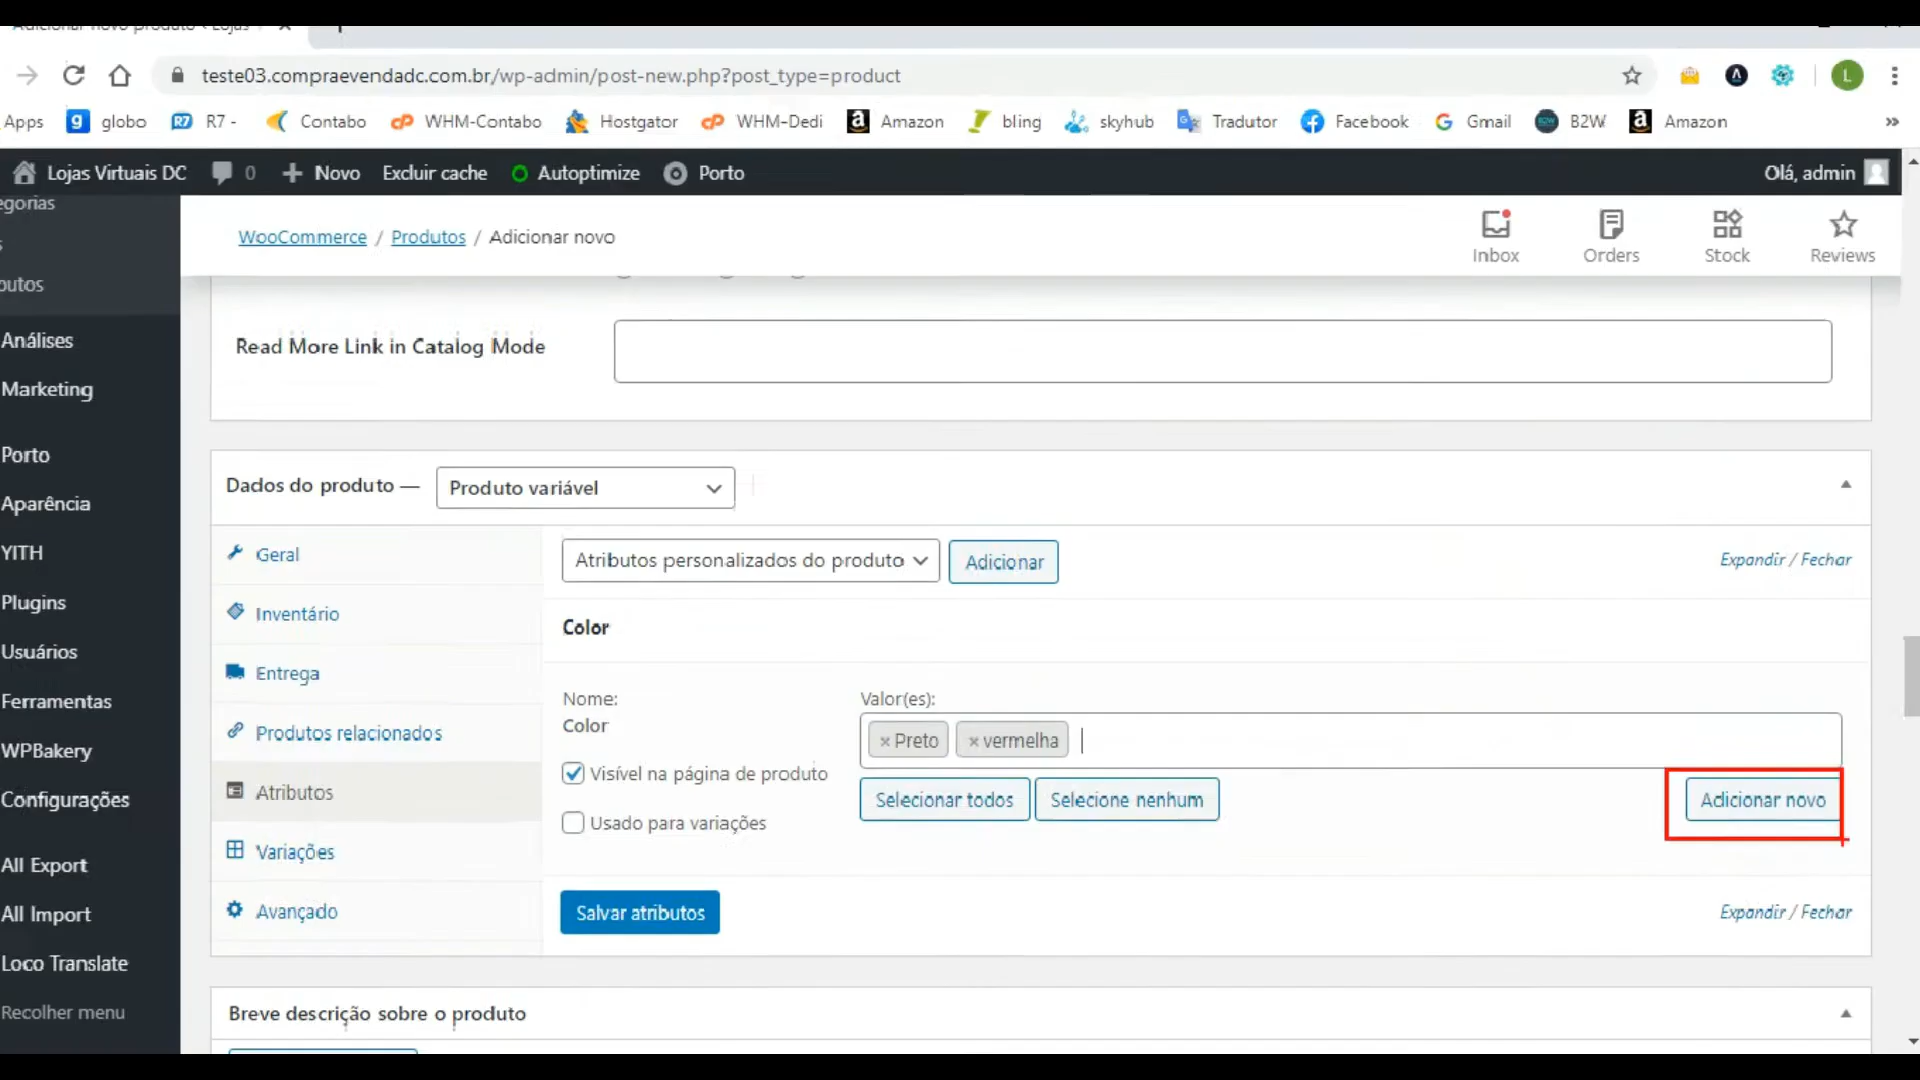 Adicionar novo produto ‹ Lojas
teste03.compraevendadc.com.br/wp-admin/post-new.php?post_type=product
L
Apps globo R7 - Contabo WHM-Contabo Hostgator WHM-Dedi Amazon bling skyhub Tradutor Facebook Gmail B2W Amazon »
Lojas Virtuais DC 0 Novo Excluir cache Autoptimize Porto Olá, admin
egorias
s
butos
Análises
Marketing
Porto
Aparência
YITH
Plugins
Usuários
Ferramentas
WPBakery
Configurações
All Export
All Import
Loco Translate
Recolher menu
WooCommerce / Produtos / Adicionar novo
Inbox Orders Stock Reviews
Read More Link in Catalog Mode
Dados do produto — Produto variável
Geral
Inventário
Entrega
Produtos relacionados
Atributos
Variações
Avançado
Atributos personalizados do produto Adicionar Expandir / Fechar
Color
Nome:
Color
Visível na página de produto
Usado para variações
Valor(es):
× Preto × vermelha
Selecionar todos Selecione nenhum Adicionar novo
Salvar atributos Expandir / Fechar
Breve descrição sobre o produto